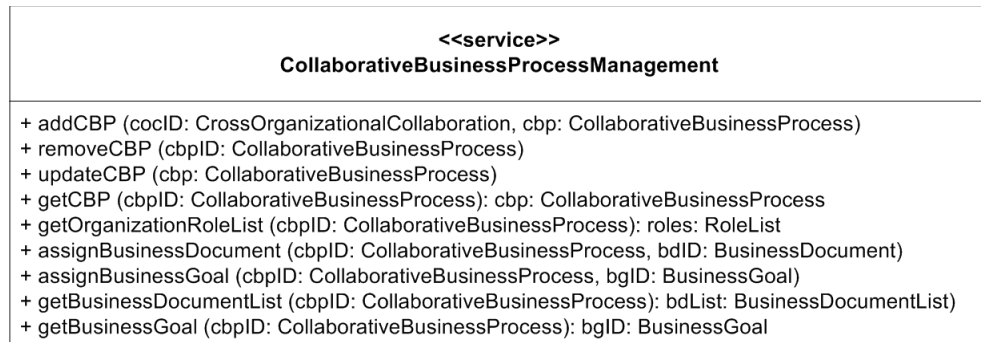 <<service>>
CollaborativeBusinessProcessManagement
+ addCBP (cocID: CrossOrganizationalCollaboration, cbp: CollaborativeBusinessProcess)
+ removeCBP (cbpID: CollaborativeBusinessProcess)
+ updateCBP (cbp: CollaborativeBusinessProcess)
+ getCBP (cbpID: CollaborativeBusinessProcess): cbp: CollaborativeBusinessProcess
+ getOrganizationRoleList (cbpID: CollaborativeBusinessProcess): roles: RoleList
+ assignBusinessDocument (cbpID: CollaborativeBusinessProcess, bdID: BusinessDocument)
+ assignBusinessGoal (cbpID: CollaborativeBusinessProcess, bgID: BusinessGoal)
+ getBusinessDocumentList (cbpID: CollaborativeBusinessProcess): bdList: BusinessDocumentList)
+ getBusinessGoal (cbpID: CollaborativeBusinessProcess): bgID: BusinessGoal